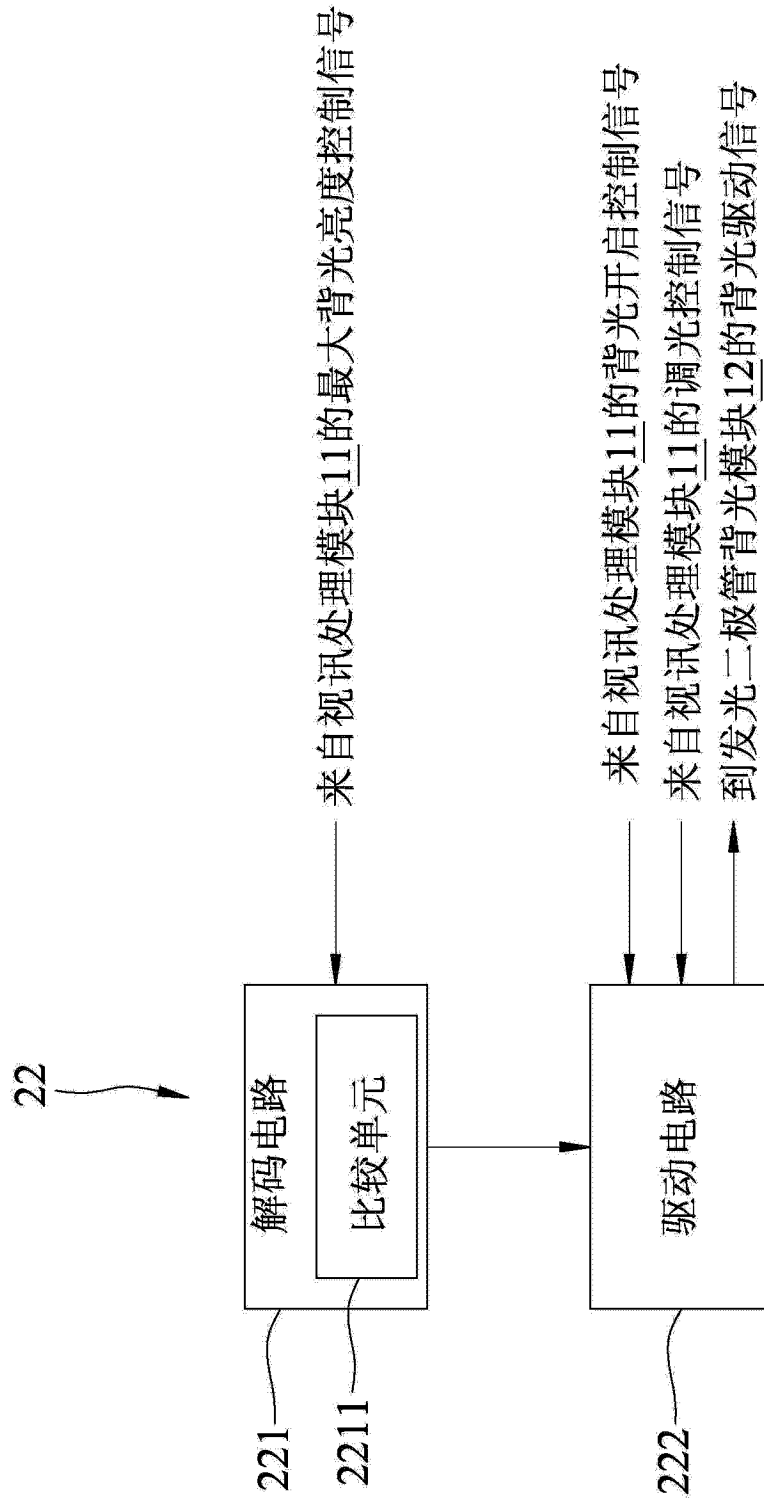 22
221
解码电路
2211
比较单元
来自视讯处理模块11的最大背光亮度控制信号
222
驱动电路
来自视讯处理模块11的背光开启控制信号
来自视讯处理模块11的调光控制信号
到发光二极管背光模块12的背光驱动信号